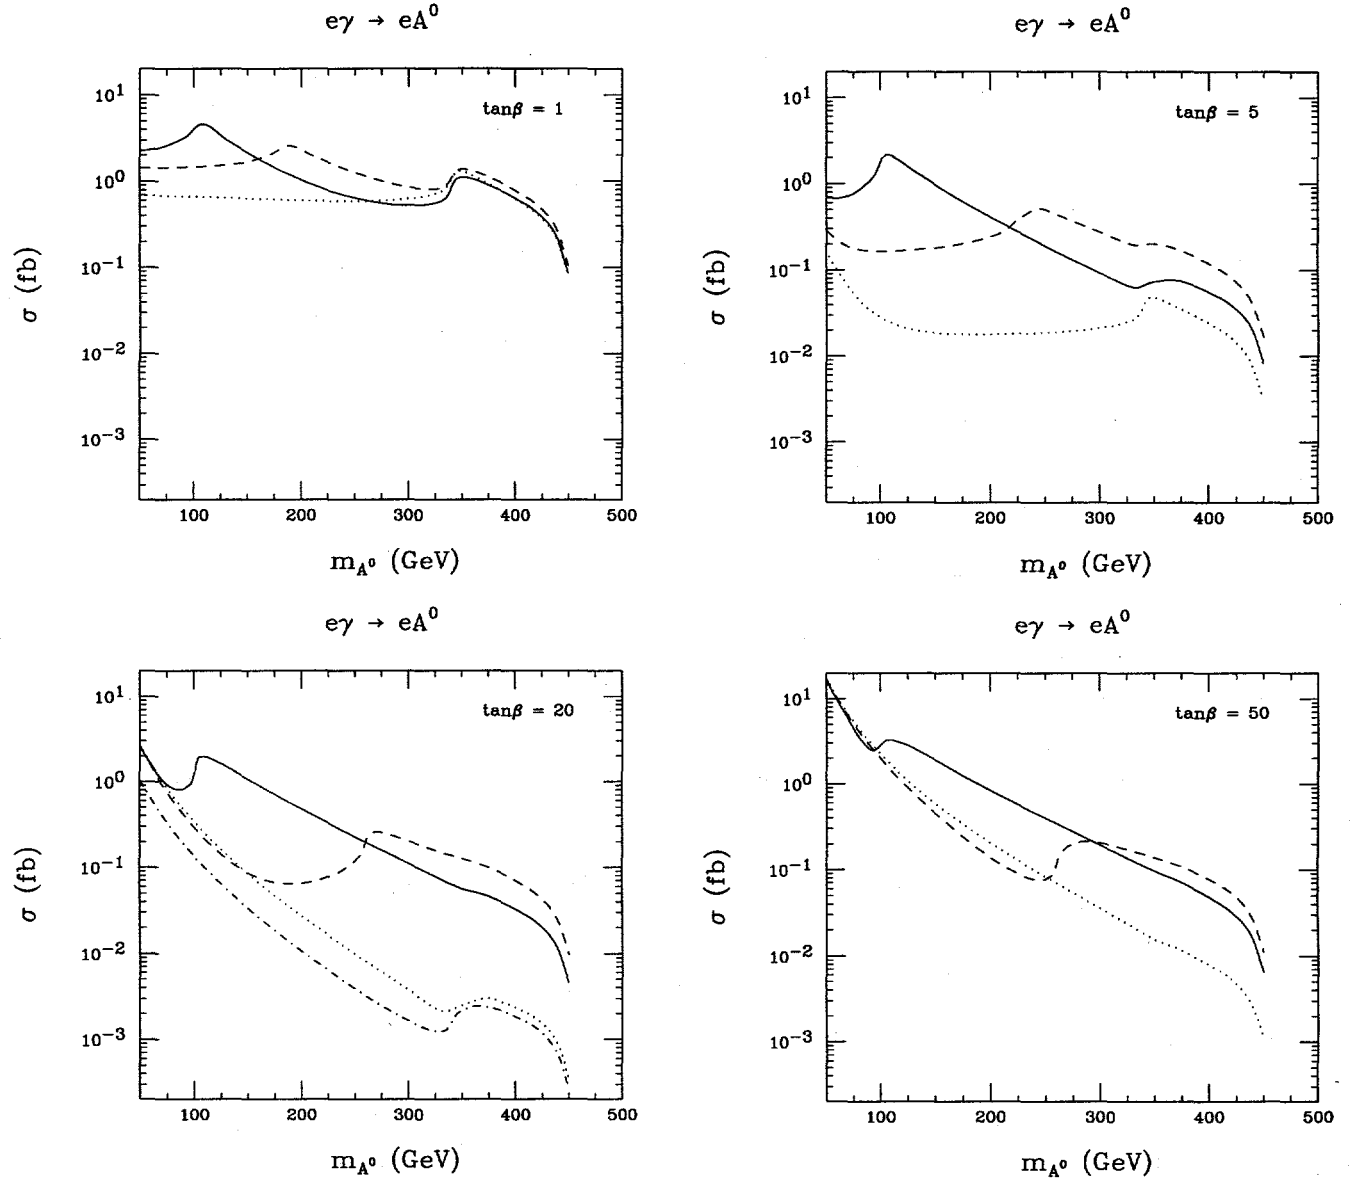 eγ → eA⁰
tanβ = 1
10¹
10⁰
10⁻¹
10⁻²
10⁻³
σ (fb)
100 200 300 400 500
m_A⁰ (GeV)
eγ → eA⁰
tanβ = 5
10¹
10⁰
10⁻¹
10⁻²
10⁻³
σ (fb)
100 200 300 400 500
m_A⁰ (GeV)
eγ → eA⁰
tanβ = 20
10¹
10⁰
10⁻¹
10⁻²
10⁻³
σ (fb)
100 200 300 400 500
m_A⁰ (GeV)
eγ → eA⁰
tanβ = 50
10¹
10⁰
10⁻¹
10⁻²
10⁻³
σ (fb)
100 200 300 400 500
m_A⁰ (GeV)